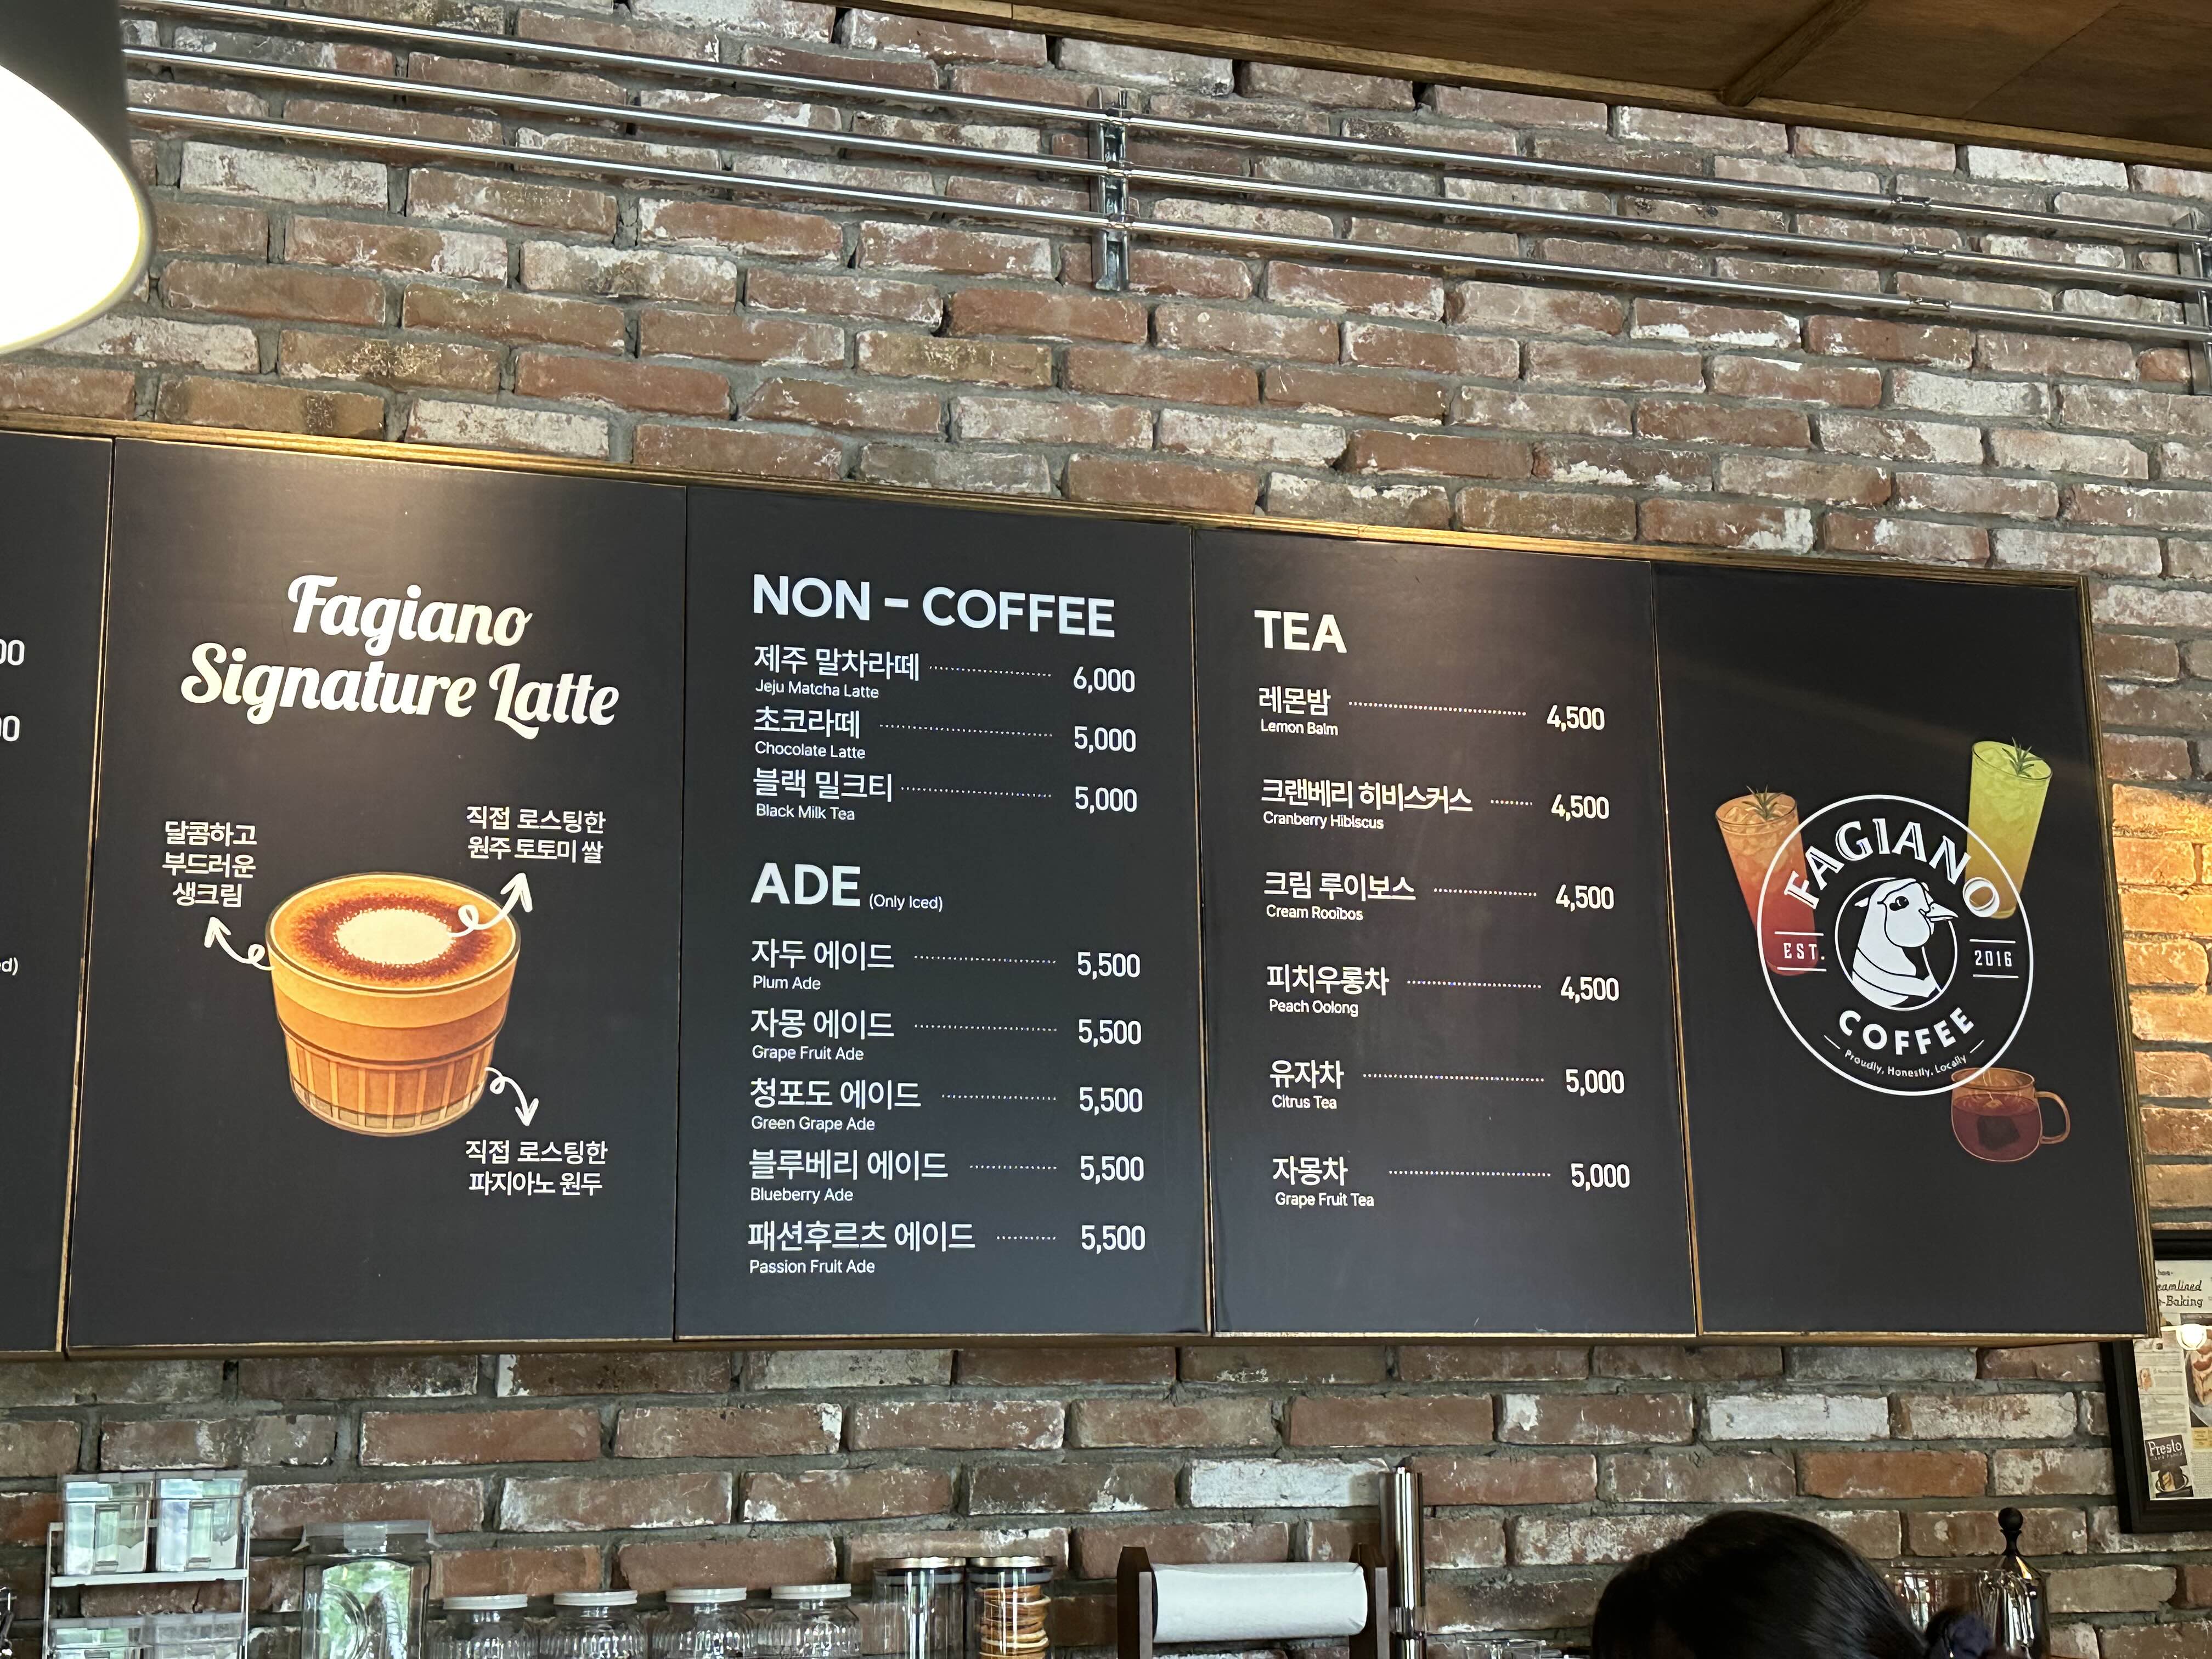 Fagiano
Signature Latte
달콤하고
부드러운
생크림
직접 로스팅한
원주 토토미 쌀
직접 로스팅한
파지아노 원두
NON - COFFEE
제주 말차라떼 6,000
Jeju Matcha Latte
초코라떼 5,000
Chocolate Latte
블랙 밀크티 5,000
Black Milk Tea
ADE (Only Iced)
자두 에이드 5,500
Plum Ade
자몽 에이드 5,500
Grape Fruit Ade
청포도 에이드 5,500
Green Grape Ade
블루베리 에이드 5,500
Blueberry Ade
패션후르츠 에이드 5,500
Passion Fruit Ade
TEA
레몬밤 4,500
Lemon Balm
크랜베리 히비스커스 4,500
Cranberry Hibiscus
크림 루이보스 4,500
Cream Rooibos
피치우롱차 4,500
Peach Oolong
유자차 5,000
Citrus Tea
자몽차 5,000
Grape Fruit Tea
FAGIANO
EST. 2016
COFFEE
Proudly, Honestly, Locally
Presto